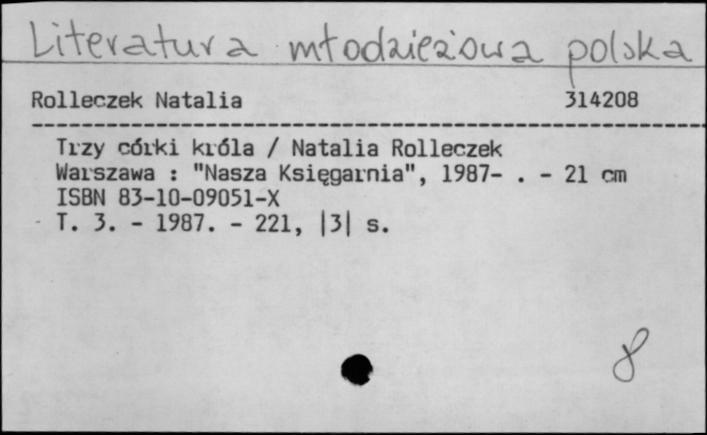 Literatura młodzieżowa polska
Rolleczek Natalia 314208
Trzy córki króla / Natalia Rolleczek
Warszawa : "Nasza Księgarnia", 1987- . - 21 cm
ISBN 83-10-09051-X
T. 3. - 1987. - 221, |3| s.
8